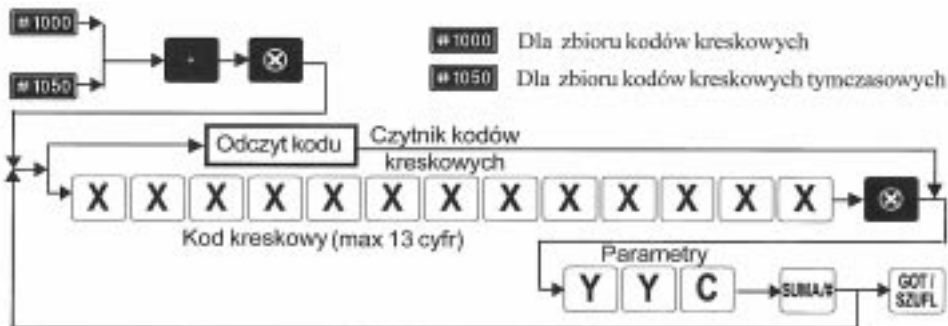 #1000
#1000 Dla zbioru kodów kreskowych
#1050
#1050 Dla zbioru kodów kreskowych tymczasowych
Odczyt kodu
Czytnik kodów
kreskowych
X X X X X X X X X X X X X
Kod kreskowy (max 13 cyfr)
Parametry
Y Y C
SUMA/#
GOT /
SZUFL